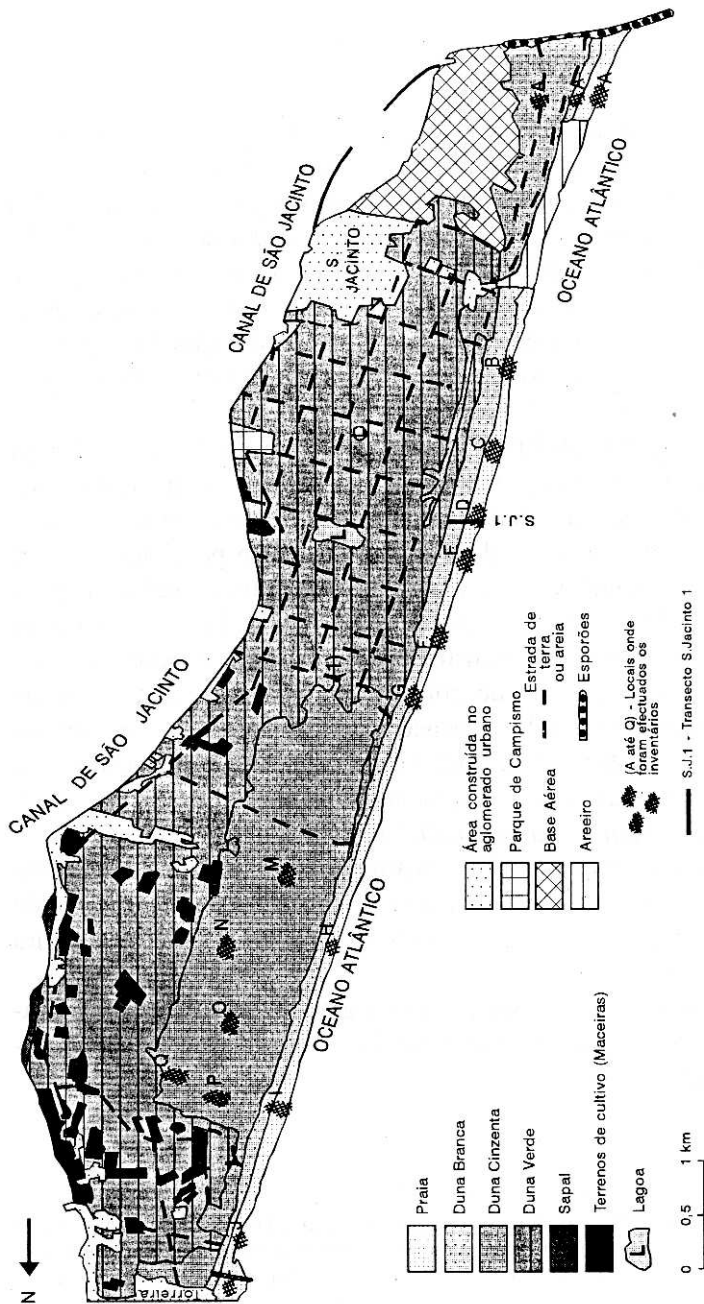 N
CANAL DE SÃO JACINTO
CANAL DE SÃO JACINTO
S
JACINTO
Torreira
OCEANO ATLÂNTICO
OCEANO ATLÂNTICO
A
A
A
B
C
D
E
F
G
H
I
J
L
(1)
M
N
O
P
Q
S.J.1
Praia
Duna Branca
Duna Cinzenta
Duna Verde
Sapal
Terrenos de cultivo (Maceiras)
L Lagoa
0 0,5 1 km
Área construída no
aglomerado urbano
Parque de Campismo
Base Aérea
Areeiro
Estrada de
terra
ou areia
Esporões
(A até Q) - Locais onde
foram efectuados os
inventários
S.J.1 - Transecto S.Jacinto 1